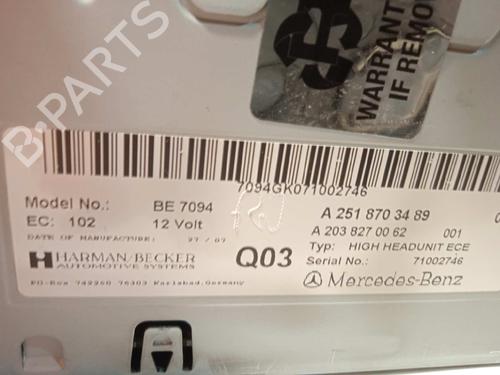 WARRANTY
IF REMOV
B-PARTS
7094GK071002746
Model No.: BE 7094
EC: 102 12 Volt
DATE OF MANUFACTURE: 27 / 07
HARMAN/BECKER
AUTOMOTIVE SYSTEMS
PO-Box 742260 76303 Karlsbad,Germany
Q03
A 251 870 34 89
A 203 827 00 62 001
Typ: HIGH HEADUNIT ECE
Serial No.: 71002746
Mercedes-Benz